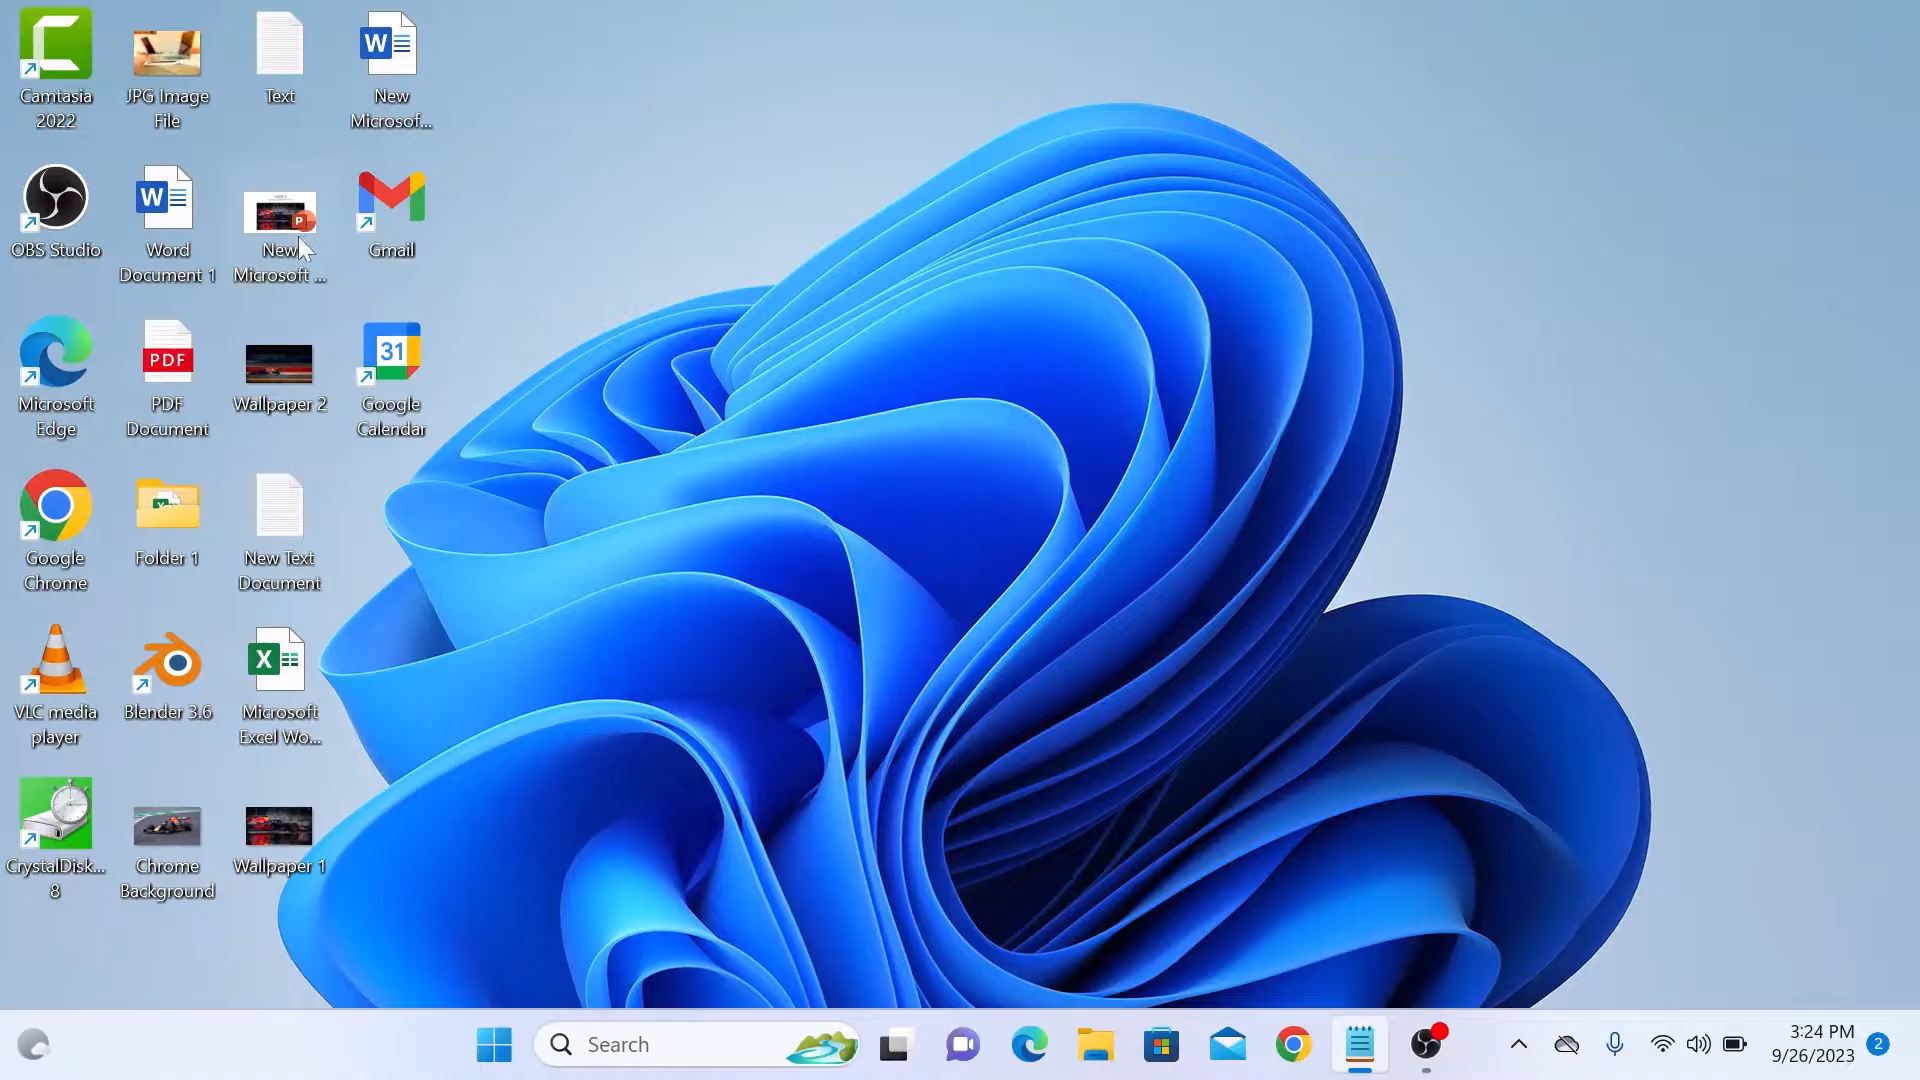 Camtasia
2022
JPG Image
File
Text
W
New
Microsof...
OBS Studio
W
Word
Document 1
P
New
Microsoft ...
Gmail
Microsoft
Edge
PDF
PDF
Document
Wallpaper 2
31
Google
Calendar
Google
Chrome
Folder 1
New Text
Document
VLC media
player
Blender 3.6
X
Microsoft
Excel Wo...
CrystalDisk...
8
Chrome
Background
Wallpaper 1
Search
3:24 PM
9/26/2023
2